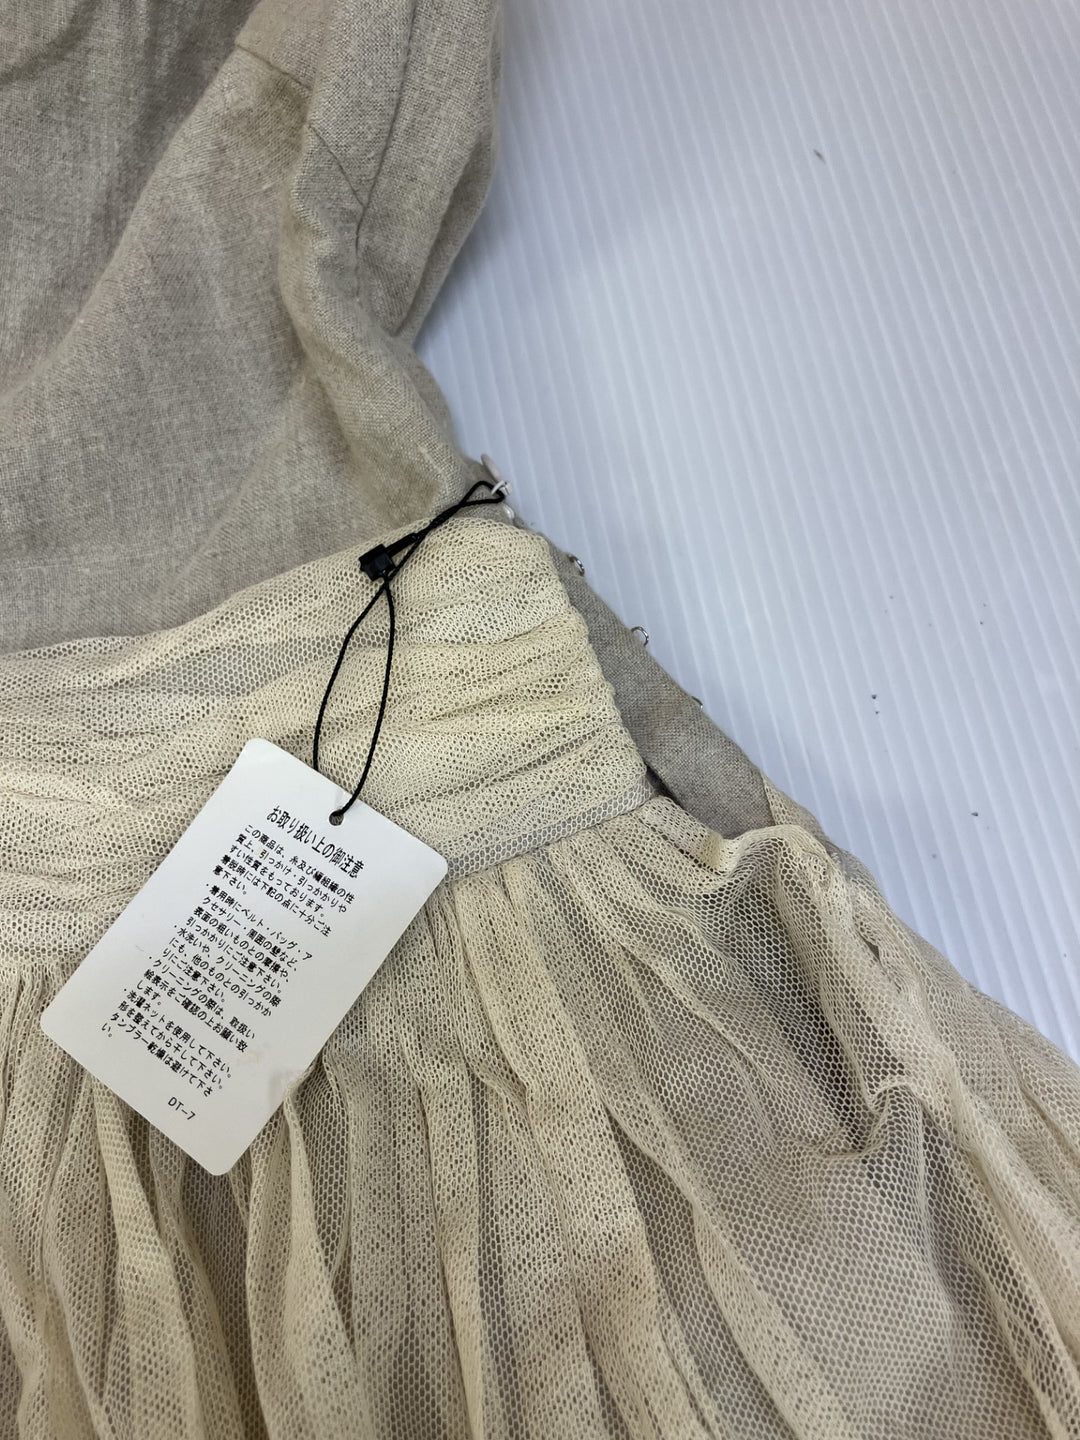 お取り扱い上の御注意
この商品は、糸及び編組織の性
質上、引っかけ・引っかかりや
すい性質をもっております。
着脱時には下記の点に十分ご注
意下さい。
・着用時にベルト・バッグ・ア
クセサリー・周囲の壁など、
表面の粗いものとの摩擦や、
引っかかりにご注意下さい。
・水洗いや、クリーニングの際
にも、他のものとの引っかか
りにご注意下さい。
・クリーニングの際は、取扱い
絵表示をご確認の上お願い致
します。
・洗濯ネットを使用して下さい。
形を整えてから干して下さい。
タンブラー乾燥は避けて下さ
い。
DT-7